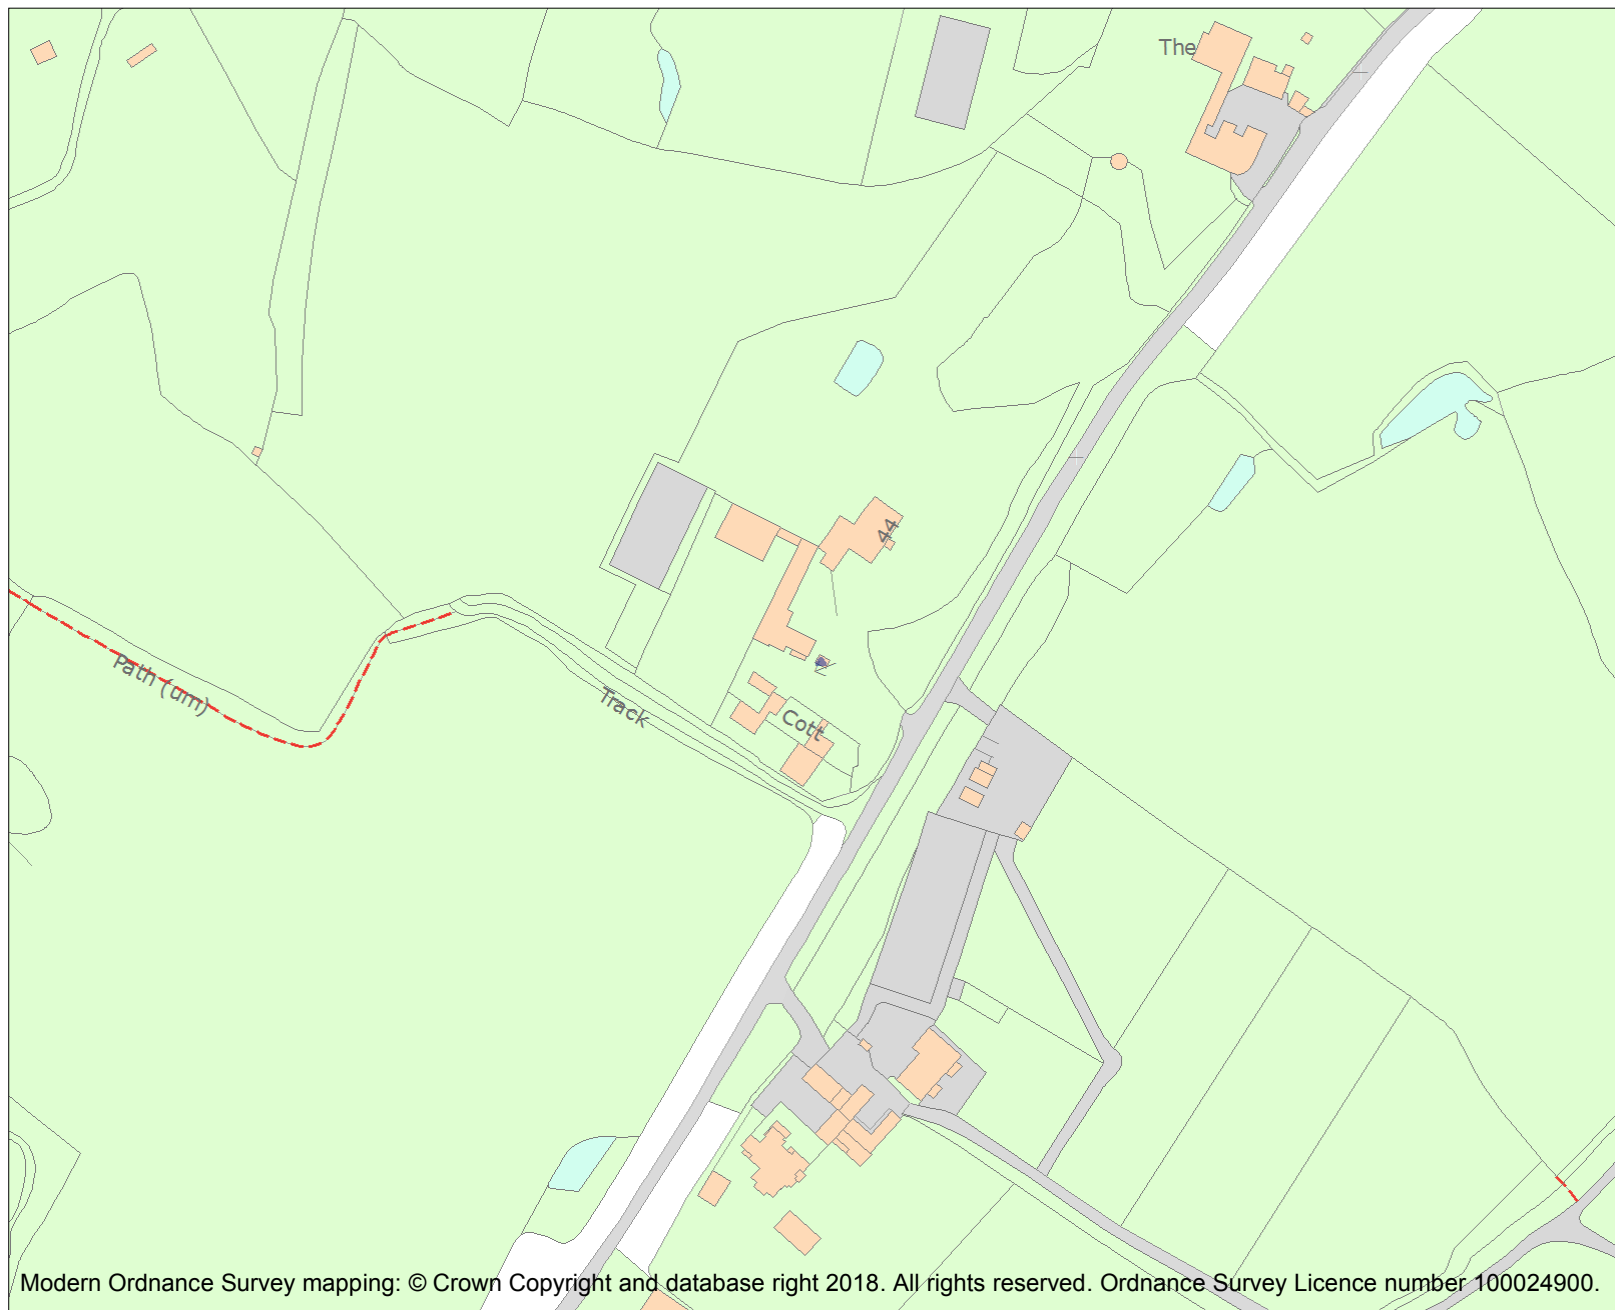 The
44
Path (um)
Track
Cott
Modern Ordnance Survey mapping: © Crown Copyright and database right 2018. All rights reserved. Ordnance Survey Licence number 100024900.